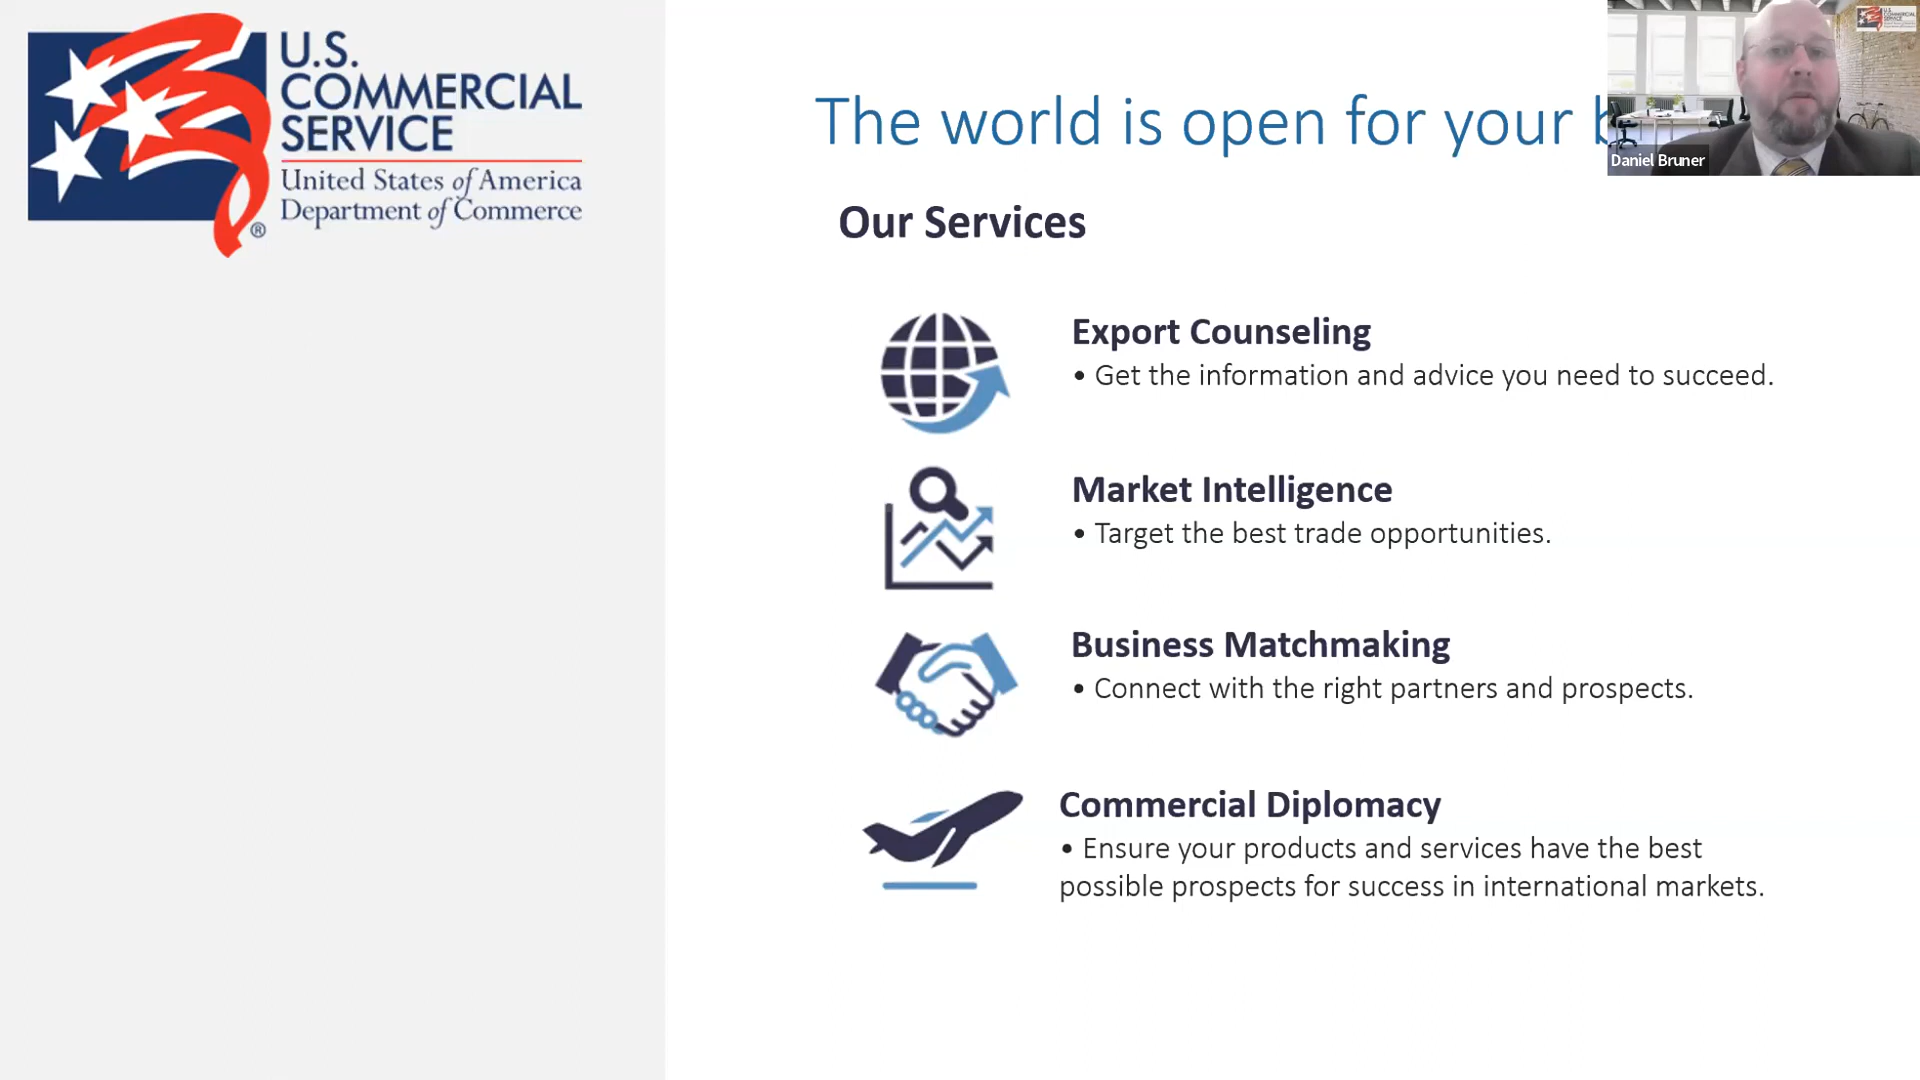 U.S.
COMMERCIAL
SERVICE
United States of America
Department of Commerce
®
The world is open for your
Daniel Bruner
Our Services
Export Counseling
• Get the information and advice you need to succeed.
Market Intelligence
• Target the best trade opportunities.
Business Matchmaking
• Connect with the right partners and prospects.
Commercial Diplomacy
• Ensure your products and services have the best
possible prospects for success in international markets.